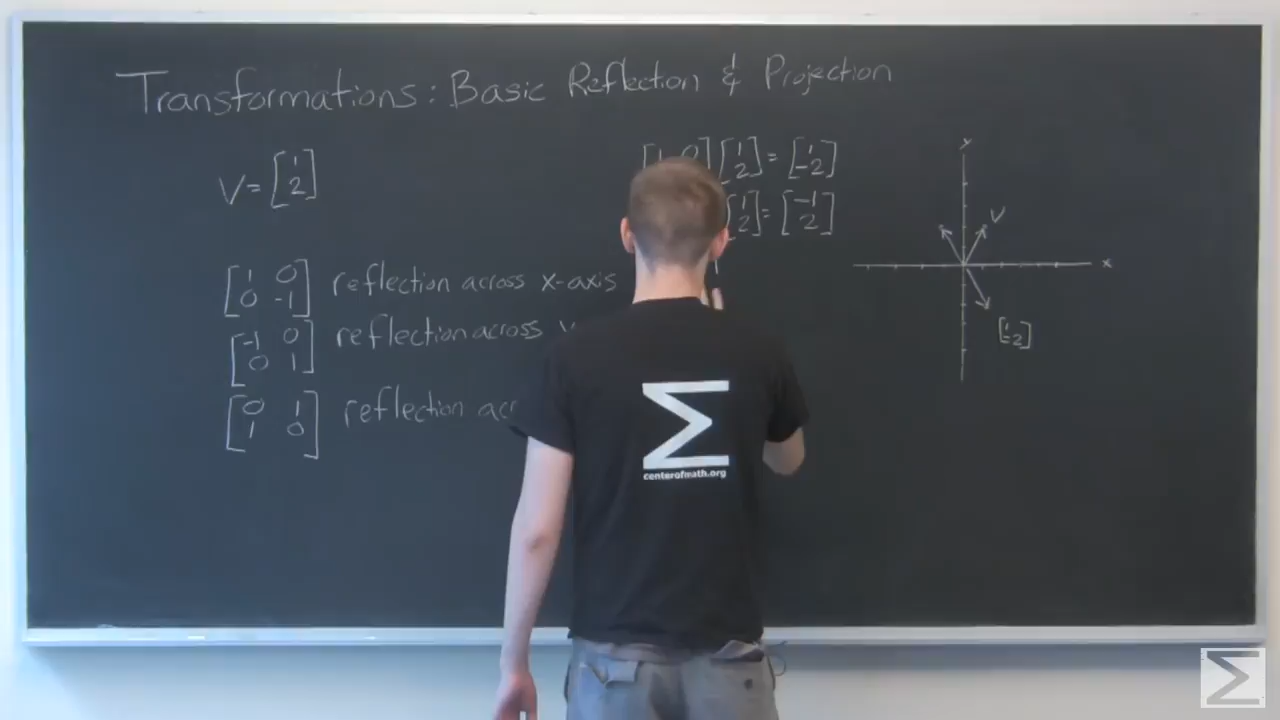 Transformations: Basic Reflection & Projection
V = [1 2]
[1 2] = [1 -2]
[1 2] = [-1 2]
[1 0 0 -1] reflection across x-axis
[-1 0 0 1] reflection across
[0 1 1 0] reflection
x
V
x
[1 -2]
Σ
centerofmath.org
Σ